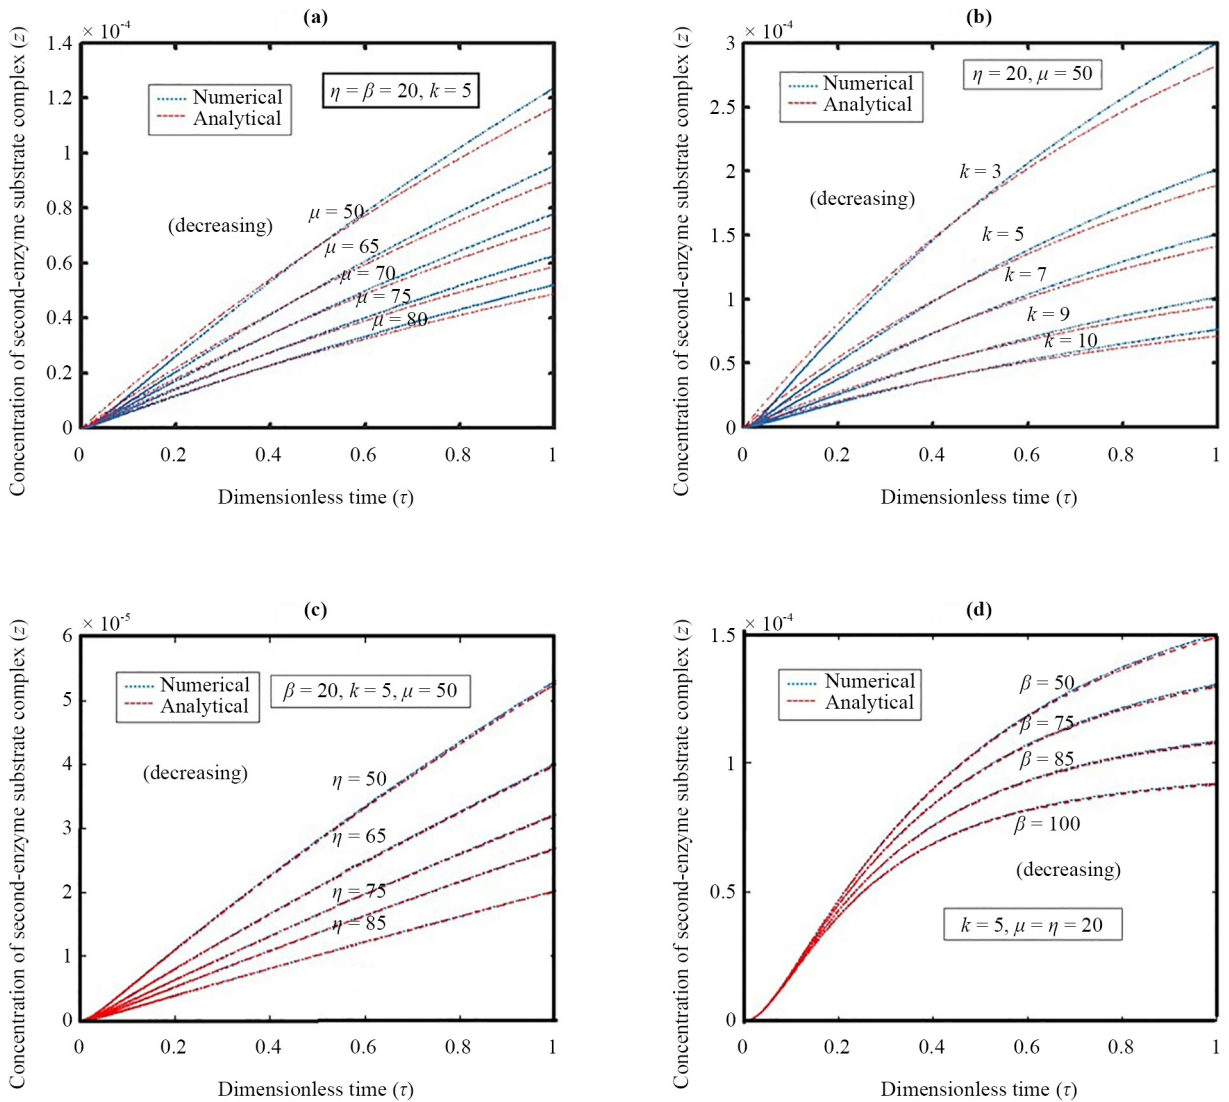 (a)
× 10-4
Concentration of second-enzyme substrate complex (z)
1.4
1.2
1
0.8
0.6
0.4
0.2
0
Numerical
Analytical
η = β = 20, k = 5
(decreasing)
μ = 50
μ = 65
μ = 70
μ = 75
μ = 80
0 0.2 0.4 0.6 0.8 1
Dimensionless time (τ)
(b)
× 10-4
Concentration of second-enzyme substrate complex (z)
3
2.5
2
1.5
1
0.5
0
Numerical
Analytical
η = 20, μ = 50
(decreasing)
k = 3
k = 5
k = 7
k = 9
k = 10
0 0.2 0.4 0.6 0.8 1
Dimensionless time (τ)
(c)
× 10-5
Concentration of second-enzyme substrate complex (z)
6
5
4
3
2
1
0
Numerical
Analytical
β = 20, k = 5, μ = 50
(decreasing)
η = 50
η = 65
η = 75
η = 85
0 0.2 0.4 0.6 0.8 1
Dimensionless time (τ)
(d)
× 10-4
Concentration of second-enzyme substrate complex (z)
1.5
1
0.5
0
Numerical
Analytical
β = 50
β = 75
β = 85
β = 100
(decreasing)
k = 5, μ = η = 20
0 0.2 0.4 0.6 0.8 1
Dimensionless time (τ)